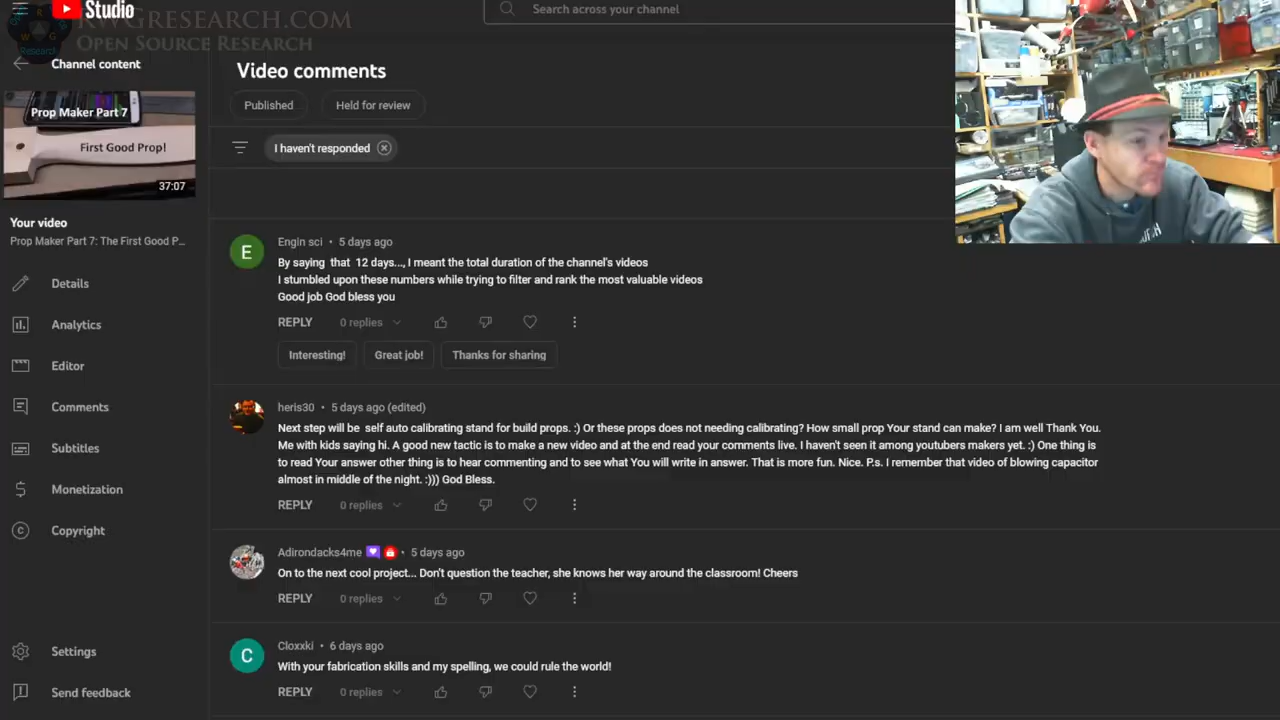 Studio
RWGRESEARCH.COM
OPEN SOURCE RESEARCH
Research
Search across your channel
Channel content
Prop Maker Part 7
First Good Prop!
37:07
Your video
Prop Maker Part 7: The First Good P...
Details
Analytics
Editor
Comments
Subtitles
Monetization
Copyright
Settings
Send feedback
Video comments
Published
Held for review
I haven't responded
E
Engin sci • 5 days ago
By saying that 12 days..., I meant the total duration of the channel's videos
I stumbled upon these numbers while trying to filter and rank the most valuable videos
Good job God bless you
REPLY 0 replies
Interesting! Great job! Thanks for sharing
heris30 • 5 days ago (edited)
Next step will be self auto calibrating stand for build props. :) Or these props does not needing calibrating? How small prop Your stand can make? I am well Thank You.
Me with kids saying hi. A good new tactic is to make a new video and at the end read your comments live. I haven't seen it among youtubers makers yet. :) One thing is
to read Your answer other thing is to hear commenting and to see what You will write in answer. That is more fun. Nice. P.s. I remember that video of blowing capacitor
almost in middle of the night. :))) God Bless.
REPLY 0 replies
Adirondacks4me • 5 days ago
On to the next cool project... Don't question the teacher, she knows her way around the classroom! Cheers
REPLY 0 replies
C
Cloxxki • 6 days ago
With your fabrication skills and my spelling, we could rule the world!
REPLY 0 replies